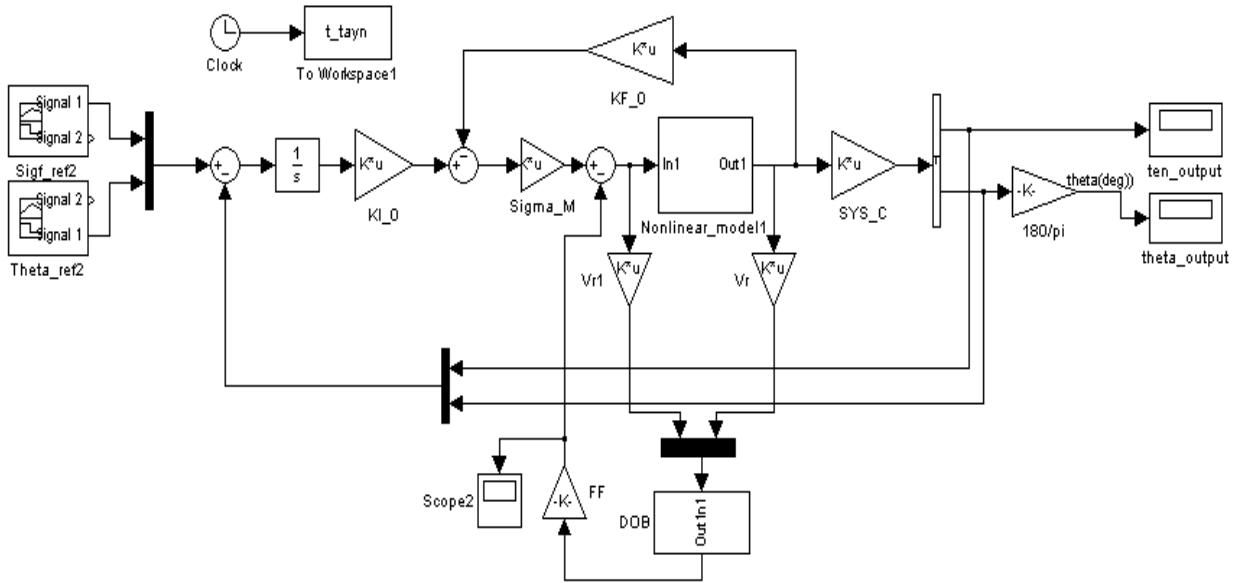 t_tayn
Clock
To Workspace1
K*u
KF_0
Signal 1
Signal 2
Sigf_ref2
Signal 2
Signal 1
Theta_ref2
+
-
1
s
K*u
KI_0
+
-
K*u
Sigma_M
+
-
In1
Out1
Nonlinear_model1
K*u
SYS_C
T
ten_output
-K-
180/pi
theta(deg))
theta_output
K*u
Vr1
K*u
Vr
Scope2
-K-
FF
DOB
Out1
In1